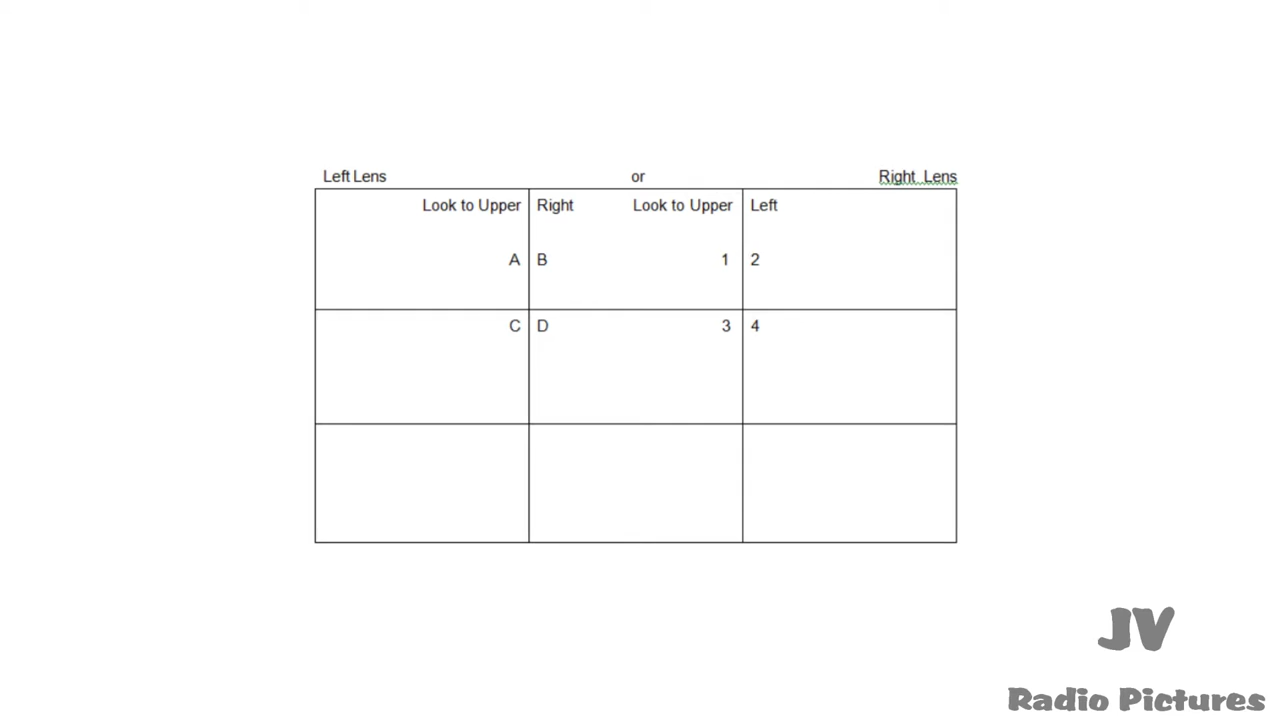 Left Lens or Right Lens
Look to Upper Right Look to Upper Left
A B 1 2
C D 3 4
JV
Radio Pictures